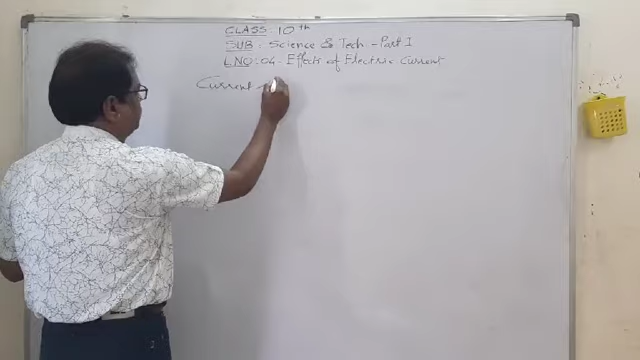 CLASS : 10th
SUB : Science & Tech - Part I
L.NO : 04 - Effects of Electric Current
Current